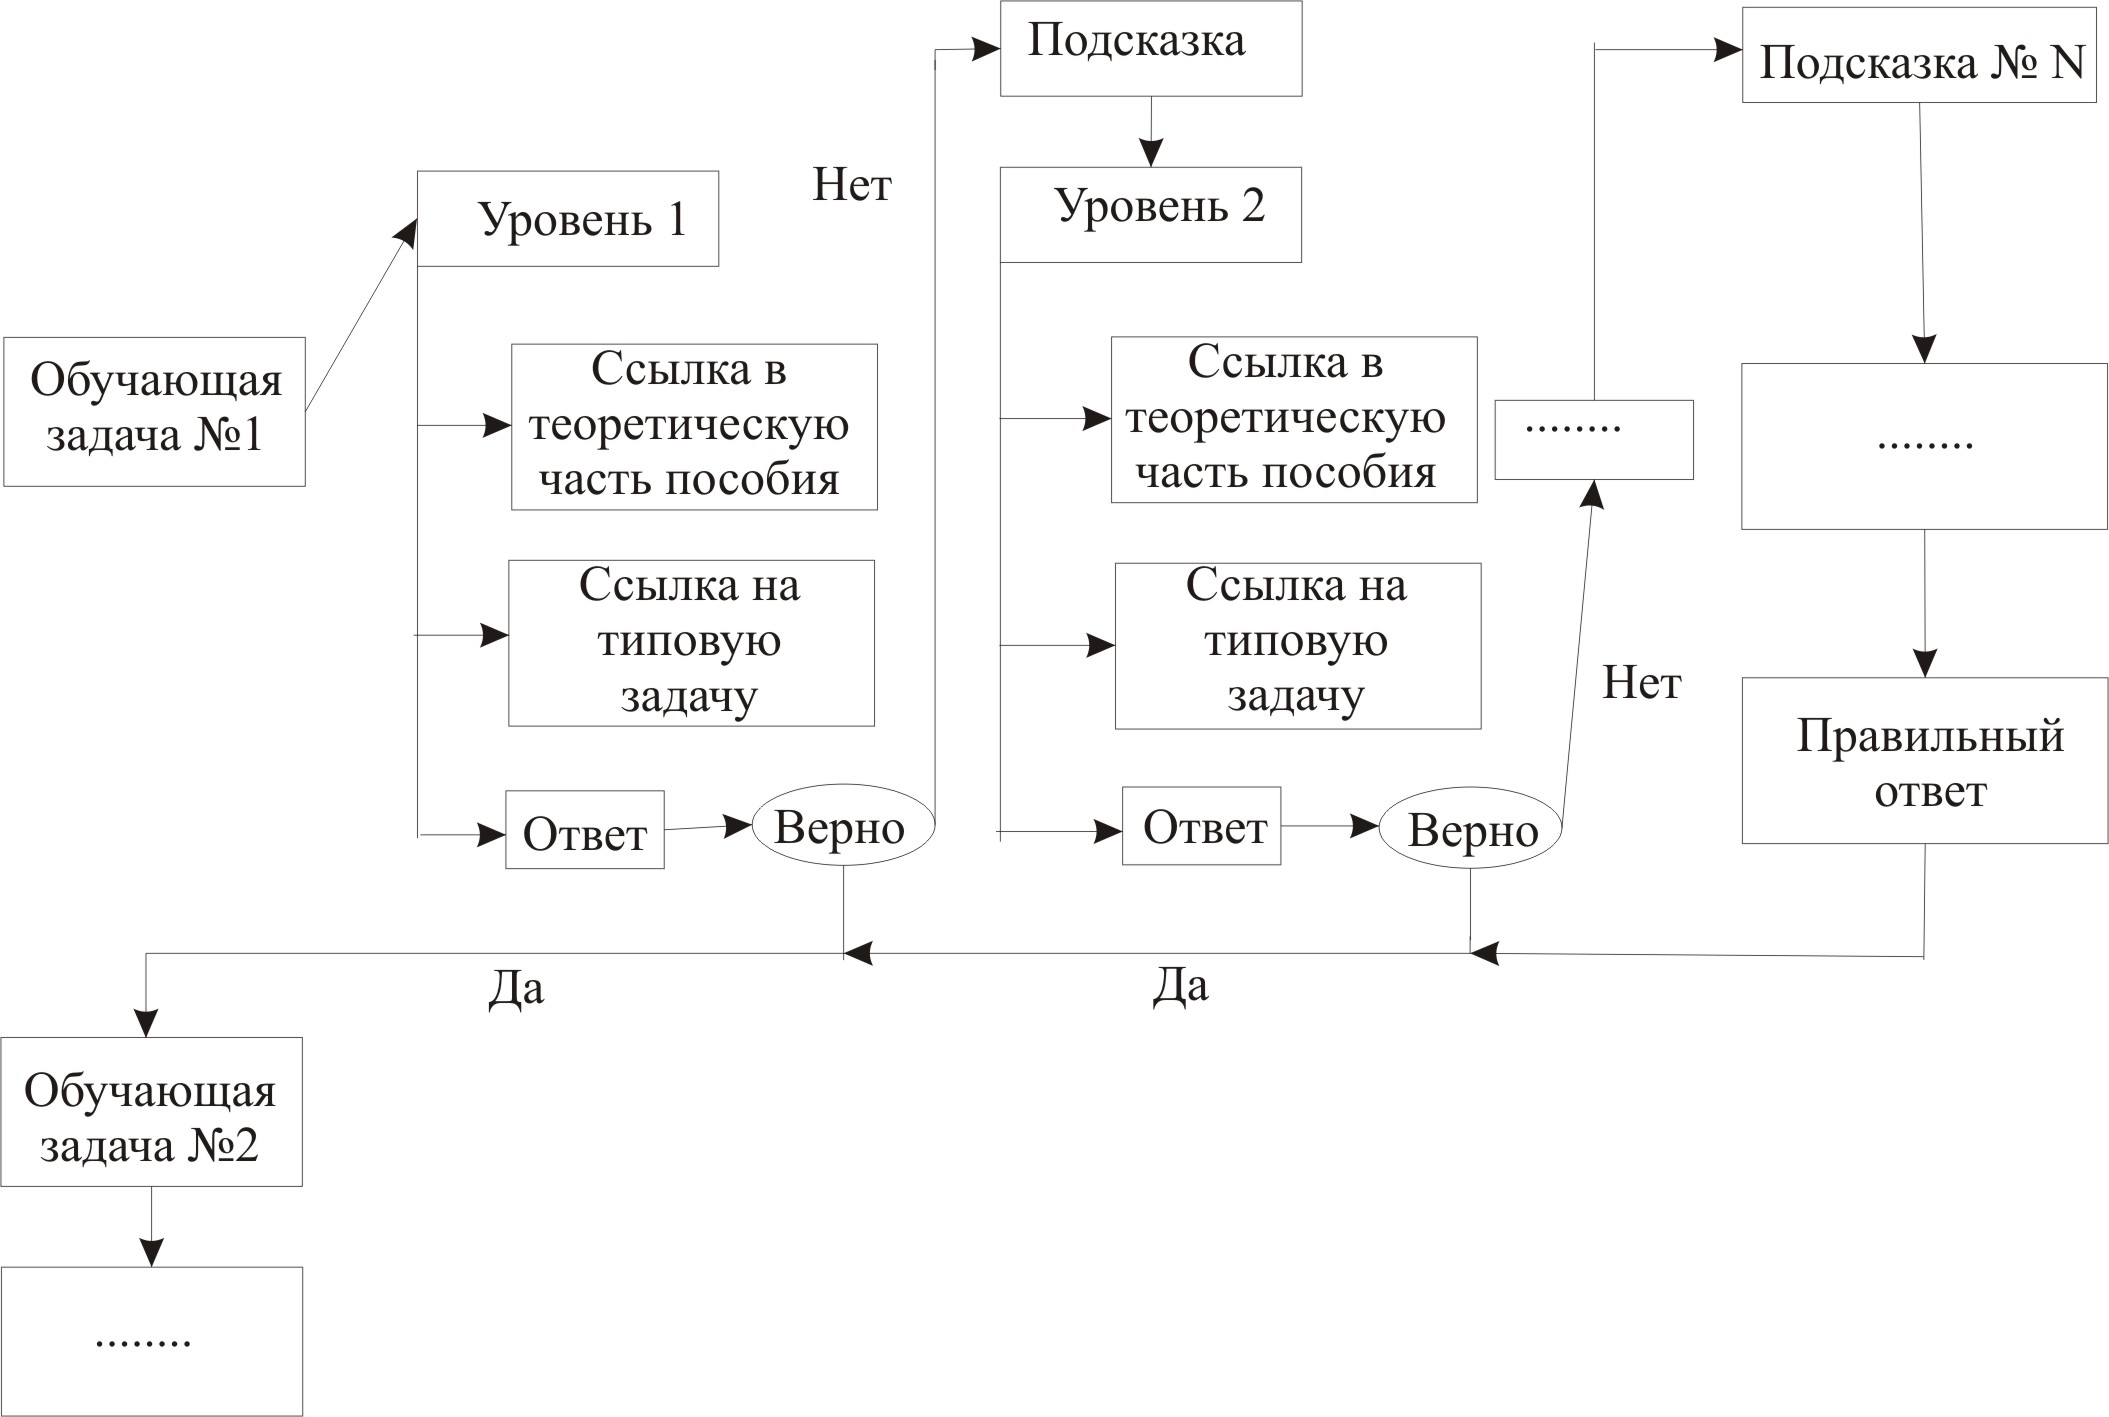 Подсказка
Подсказка № N
Нет
Уровень 1
Уровень 2
Обучающая
задача №1
Ссылка в
теоретическую
часть пособия
Ссылка в
теоретическую
часть пособия
........
........
Ссылка на
типовую
задачу
Ссылка на
типовую
задачу
Нет
Правильный
ответ
Ответ
Верно
Ответ
Верно
Да
Да
Обучающая
задача №2
........